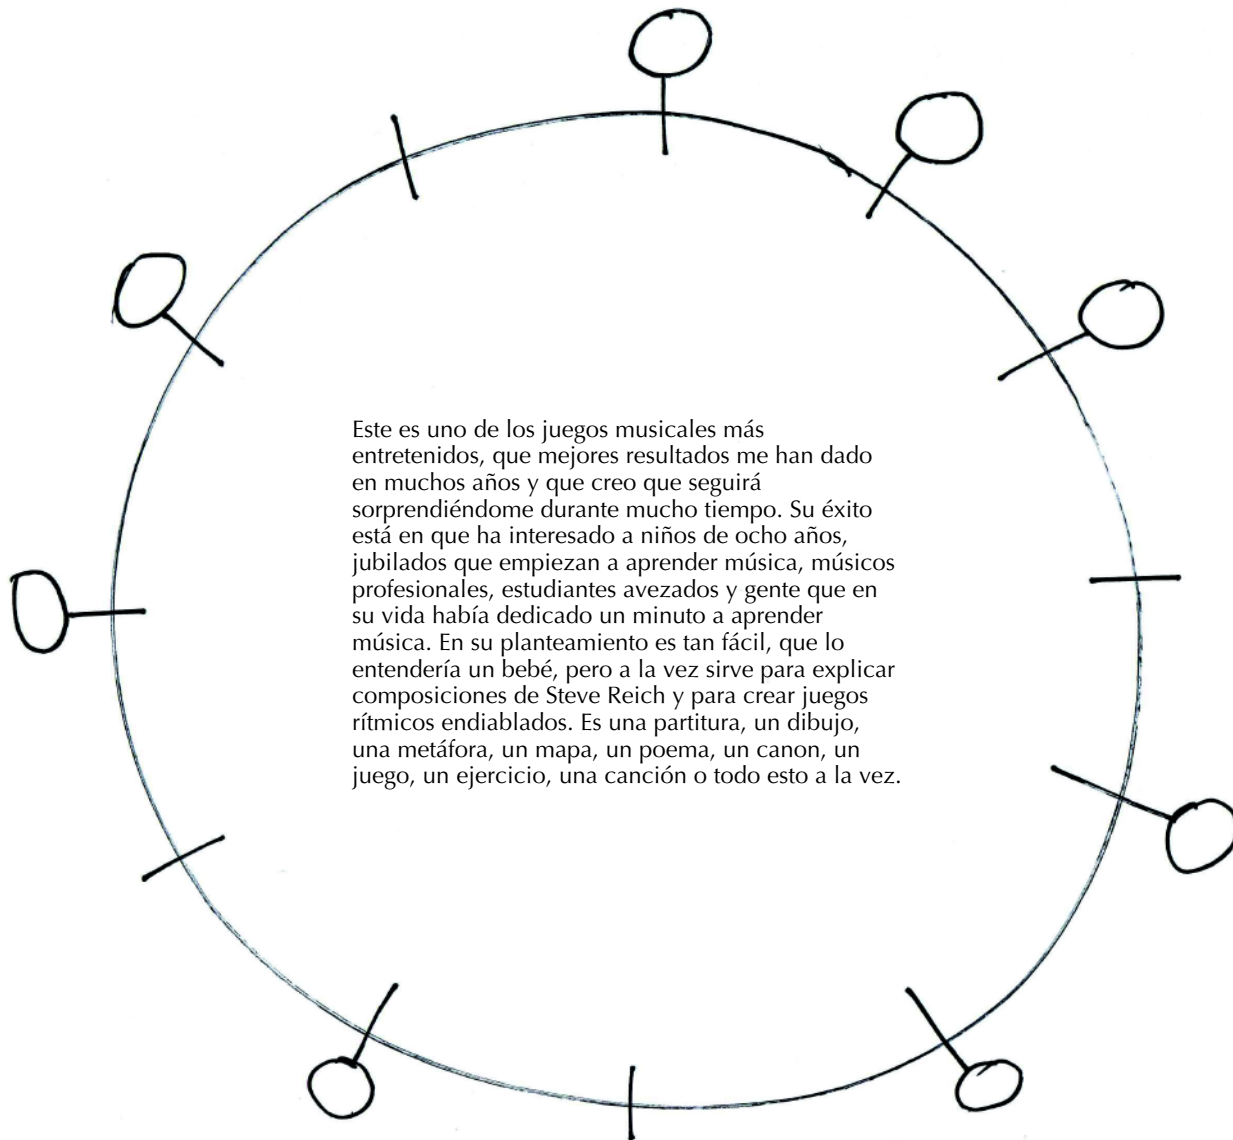 Este es uno de los juegos musicales más
entretenidos, que mejores resultados me han dado
en muchos años y que creo que seguirá
sorprendiéndome durante mucho tiempo. Su éxito
está en que ha interesado a niños de ocho años,
jubilados que empiezan a aprender música, músicos
profesionales, estudiantes avezados y gente que en
su vida había dedicado un minuto a aprender
música. En su planteamiento es tan fácil, que lo
entendería un bebé, pero a la vez sirve para explicar
composiciones de Steve Reich y para crear juegos
rítmicos endiablados. Es una partitura, un dibujo,
una metáfora, un mapa, un poema, un canon, un
juego, un ejercicio, una canción o todo esto a la vez.